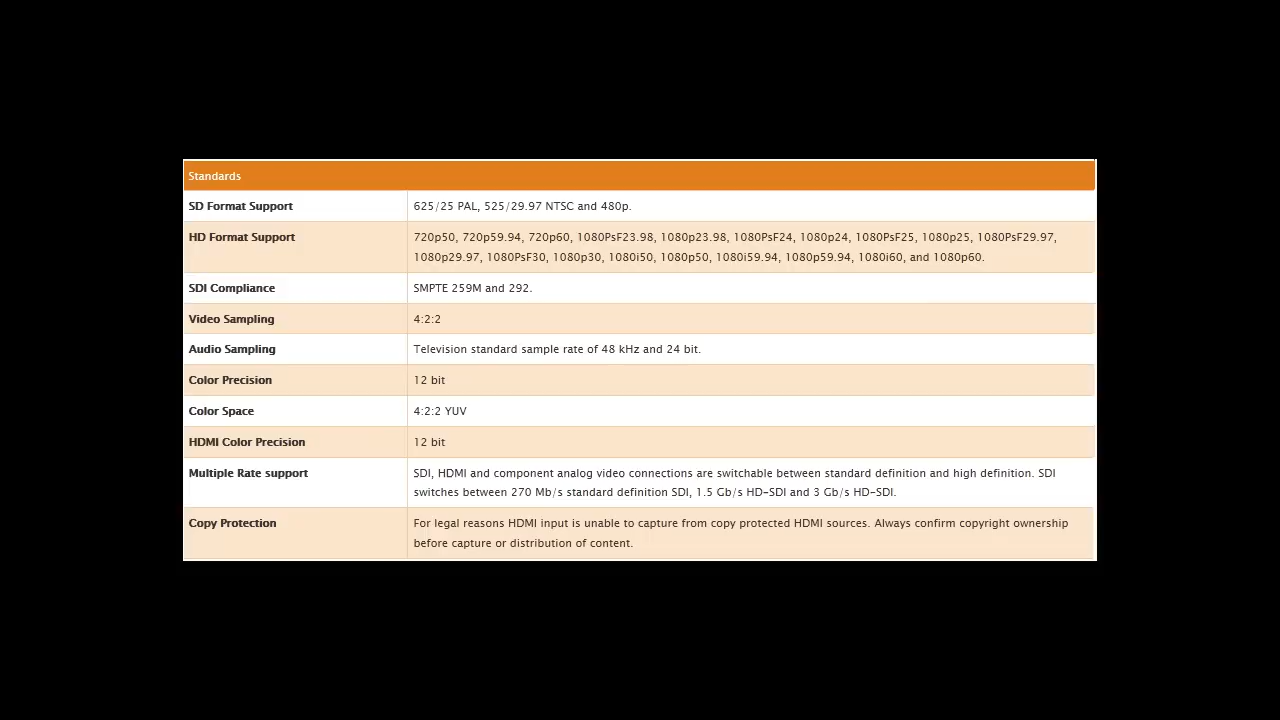 Standards
SD Format Support 625/25 PAL, 525/29.97 NTSC and 480p.
HD Format Support 720p50, 720p59.94, 720p60, 1080PsF23.98, 1080p23.98, 1080PsF24, 1080p24, 1080PsF25, 1080p25, 1080PsF29.97,
1080p29.97, 1080PsF30, 1080p30, 1080i50, 1080p50, 1080i59.94, 1080p59.94, 1080i60, and 1080p60.
SDI Compliance SMPTE 259M and 292.
Video Sampling 4:2:2
Audio Sampling Television standard sample rate of 48 kHz and 24 bit.
Color Precision 12 bit
Color Space 4:2:2 YUV
HDMI Color Precision 12 bit
Multiple Rate support SDI, HDMI and component analog video connections are switchable between standard definition and high definition. SDI
switches between 270 Mb/s standard definition SDI, 1.5 Gb/s HD-SDI and 3 Gb/s HD-SDI.
Copy Protection For legal reasons HDMI input is unable to capture from copy protected HDMI sources. Always confirm copyright ownership
before capture or distribution of content.